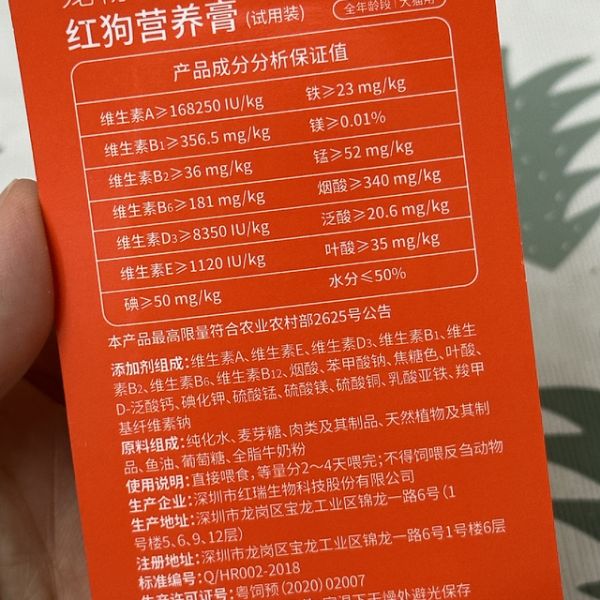 红狗营养膏(试用装)
全年龄段|犬猫用
产品成分分析保证值
维生素A≥168250 IU/kg 铁≥23 mg/kg
维生素B₁≥356.5 mg/kg 镁≥0.01%
维生素B₂≥36 mg/kg 锰≥52 mg/kg
维生素B₆≥181 mg/kg 烟酸≥340 mg/kg
维生素D₃≥8350 IU/kg 泛酸≥20.6 mg/kg
维生素E≥1120 IU/kg 叶酸≥35 mg/kg
碘≥50 mg/kg 水分≤50%
本产品最高限量符合农业农村部2625号公告
添加剂组成:维生素A、维生素E、维生素D₃、维生素B₁、维生
素B₂、维生素B₆、维生素B₁₂、烟酸、苯甲酸钠、焦糖色、叶酸、
D-泛酸钙、碘化钾、硫酸锰、硫酸镁、硫酸铜、乳酸亚铁、羧甲
基纤维素钠
原料组成:纯化水、麦芽糖、肉类及其制品、天然植物及其制
品、鱼油、葡萄糖、全脂牛奶粉
使用说明:直接喂食,等量分2～4天喂完;不得饲喂反刍动物
生产企业:深圳市红瑞生物科技股份有限公司
生产地址:深圳市龙岗区宝龙工业区锦龙一路6号(1
号楼5、6、9、12层)
注册地址:深圳市龙岗区宝龙工业区锦龙一路6号1号楼6层
标准编号:Q/HR002-2018
生产许可证号:粤饲预(2020)02007
室温下干燥处避光保存